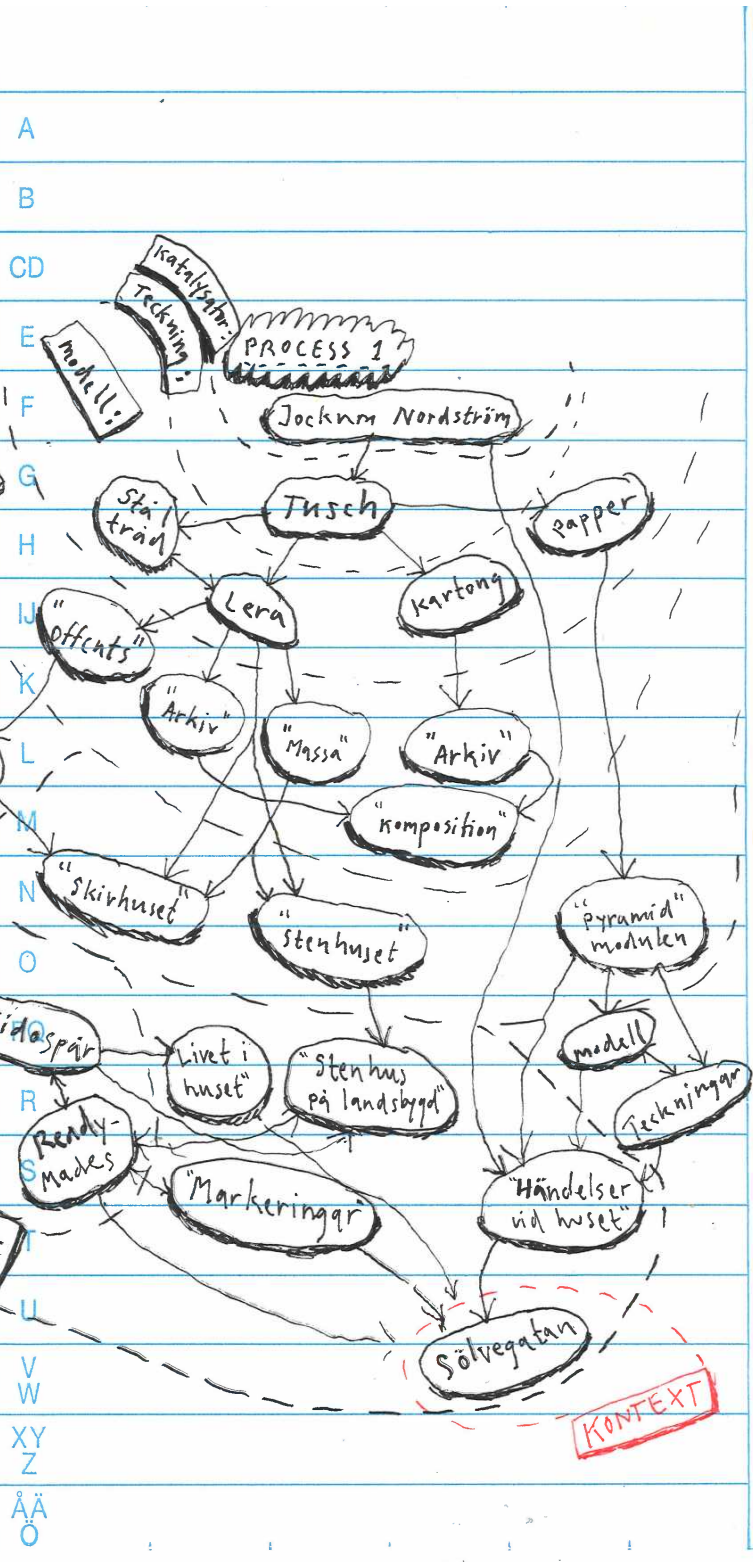 A
B
CD
Katalysator:
Teckning:
modell:
E
PROCESS 1
F
Jockum Nordström
G
Stål
tråd
Tusch
papper
H
IJ
"
offents"
Lera
Kartong
K
"Arkiv"
L
"Massa"
"Arkiv"
M
"Komposition"
N
"Skivhuset"
"Stenhuset"
"pyramid"
modulen
O
PQ
idospår
"Livet i
huset"
"Stenhus
på landsbygd"
modell
Teckningar
R
Ready-
mades
S
"Markeringar"
"Händelser
vid huset"
T
U
Sölvegatan
V
W
KONTEXT
XY
Z
ÅÄ
Ö